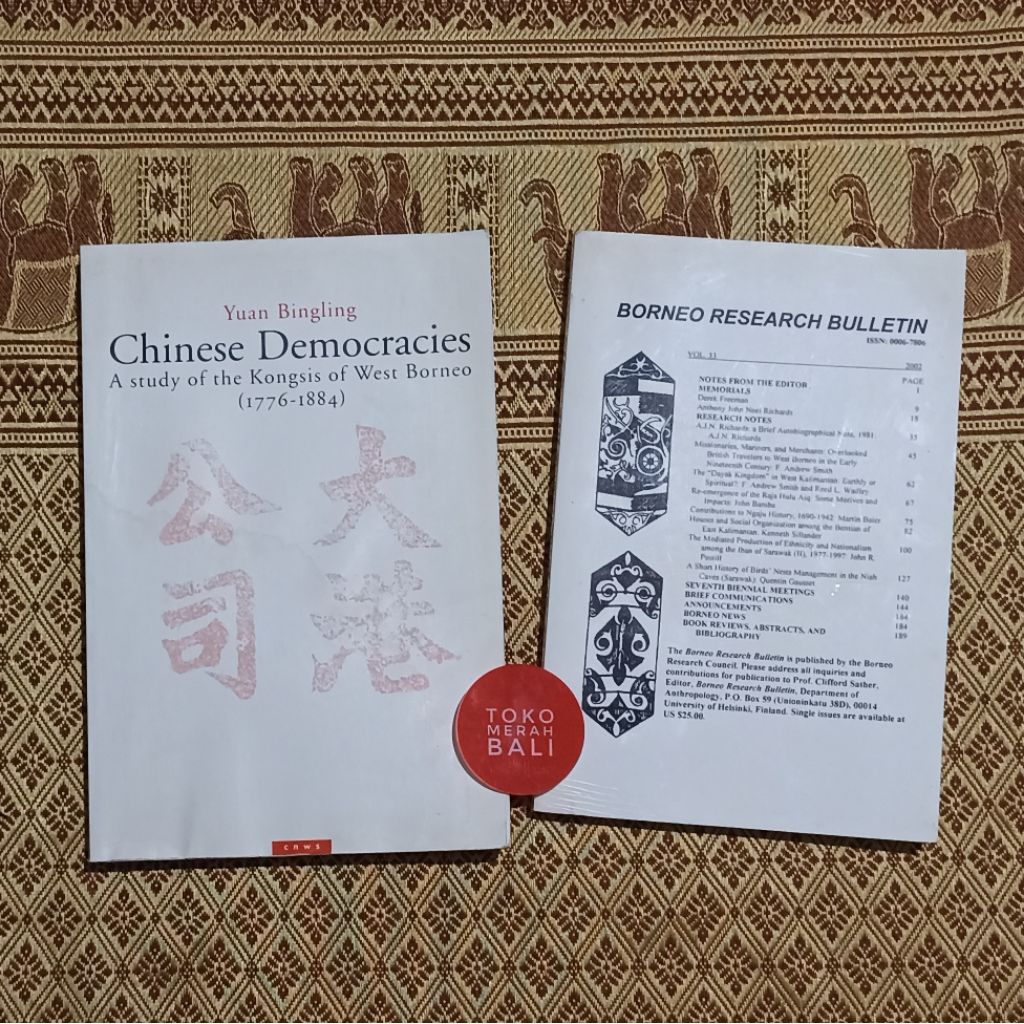 Yuan Bingling
Chinese Democracies
A study of the Kongsis of West Borneo
(1776-1884)
大港
公司
cnws
TOKO
MERAH
BALI
BORNEO RESEARCH BULLETIN
ISSN: 0006-7806
VOL. 33 2002
PAGE
NOTES FROM THE EDITOR 1
MEMORIALS
Derek Freeman 9
Anthony John Noel Richards 18
RESEARCH NOTES
A.J.N. Richards: a Brief Autobiographical Note, 1981. 35
A.J.N. Richards
Missionaries, Mariners, and Merchants: Overlooked 45
British Travelers to West Borneo in the Early
Nineteenth Century: F. Andrew Smith
The "Dayak Kingdom" in West Kalimantan: Earthly or 62
Spiritual?: F. Andrew Smith and Reed L. Wadley
Re-emergence of the Raja Hulu Aiq: Some Motives and 67
Impacts: John Bamba
Contributions to Ngaju History, 1690-1942: Martin Baier 75
Houses and Social Organization among the Bentian of 82
East Kalimantan: Kenneth Sillander
The Mediated Production of Ethnicity and Nationalism 100
among the Iban of Sarawak (II), 1977-1997: John R.
Postill
A Short History of Birds' Nests Management in the Niah 127
Caves (Sarawak): Quentin Gausset
SEVENTH BIENNIAL MEETINGS 140
BRIEF COMMUNICATIONS 144
ANNOUNCEMENTS 164
BORNEO NEWS 184
BOOK REVIEWS, ABSTRACTS, AND 189
BIBLIOGRAPHY
The Borneo Research Bulletin is published by the Borneo
Research Council. Please address all inquiries and
contributions for publication to Prof. Clifford Sather,
Editor, Borneo Research Bulletin, Department of
Anthropology, P.O. Box 59 (Unioninkatu 38D), 00014
University of Helsinki, Finland. Single issues are available at
US $25.00.